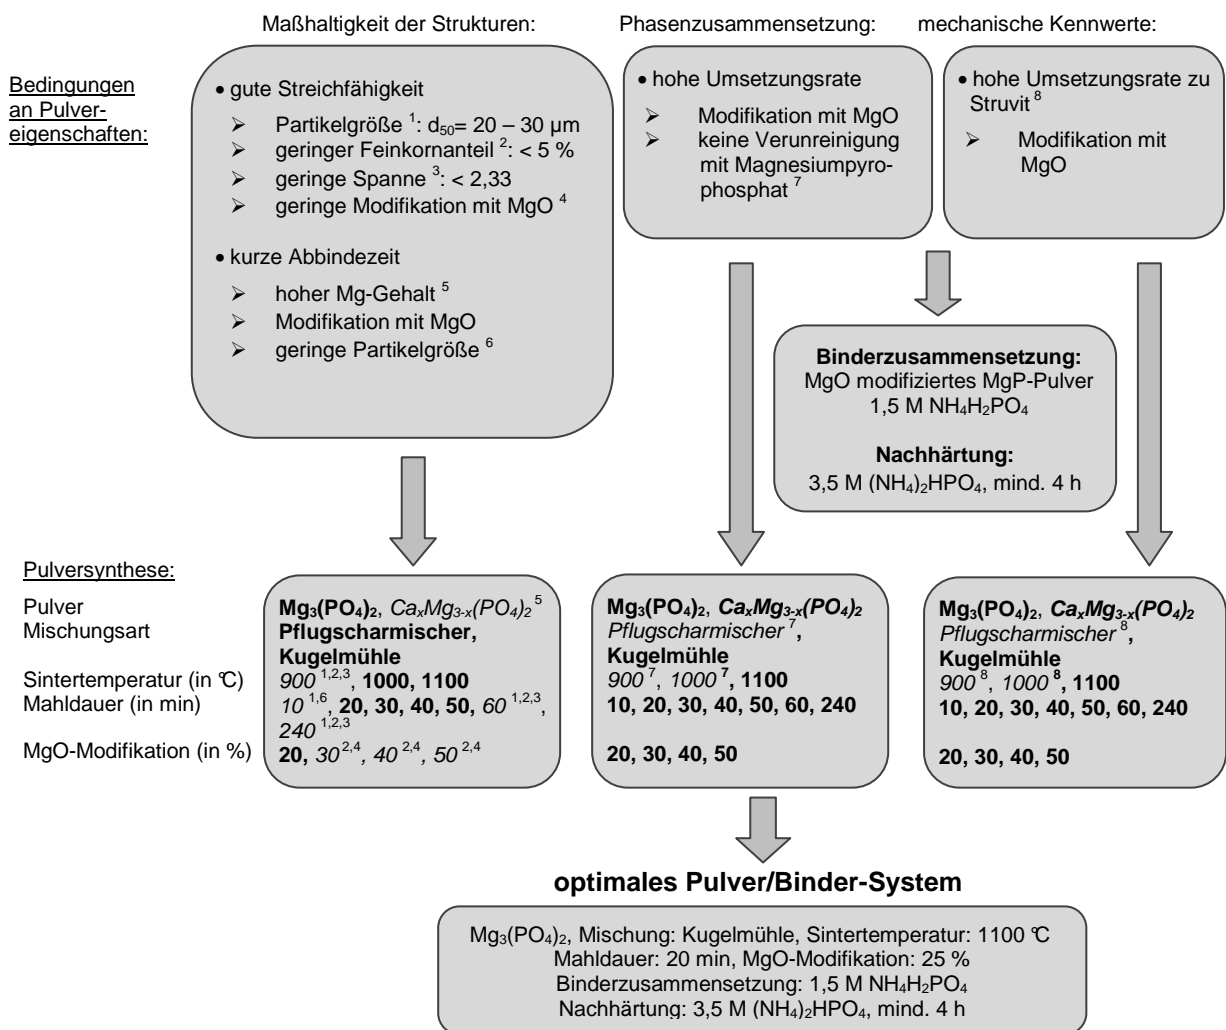 Maßhaltigkeit der Strukturen:
Phasenzusammensetzung:
mechanische Kennwerte:
Bedingungen
an Pulver-
eigenschaften:
• gute Streichfähigkeit
➢ Partikelgröße ¹: d₅₀= 20 – 30 µm
➢ geringer Feinkornanteil ²: < 5 %
➢ geringe Spanne ³: < 2,33
➢ geringe Modifikation mit MgO ⁴
• kurze Abbindezeit
➢ hoher Mg-Gehalt ⁵
➢ Modifikation mit MgO
➢ geringe Partikelgröße ⁶
• hohe Umsetzungsrate
➢ Modifikation mit MgO
➢ keine Verunreinigung
mit Magnesiumpyro-
phosphat ⁷
• hohe Umsetzungsrate zu
Struvit ⁸
➢ Modifikation mit
MgO
Binderzusammensetzung:
MgO modifiziertes MgP-Pulver
1,5 M NH₄H₂PO₄
Nachhärtung:
3,5 M (NH₄)₂HPO₄, mind. 4 h
Pulversynthese:
Pulver
Mischungsart
Sintertemperatur (in °C)
Mahldauer (in min)
MgO-Modifikation (in %)
Mg₃(PO₄)₂, CaₓMg₃₋ₓ(PO₄)₂ ⁵
Pflugscharmischer,
Kugelmühle
900 ¹,²,³, 1000, 1100
10 ¹,⁶, 20, 30, 40, 50, 60 ¹,²,³,
240 ¹,²,³
20, 30 ²,⁴, 40 ²,⁴, 50 ²,⁴
Mg₃(PO₄)₂, CaₓMg₃₋ₓ(PO₄)₂
Pflugscharmischer ⁷,
Kugelmühle
900 ⁷, 1000 ⁷, 1100
10, 20, 30, 40, 50, 60, 240
20, 30, 40, 50
Mg₃(PO₄)₂, CaₓMg₃₋ₓ(PO₄)₂
Pflugscharmischer ⁸,
Kugelmühle
900 ⁸, 1000 ⁸, 1100
10, 20, 30, 40, 50, 60, 240
20, 30, 40, 50
optimales Pulver/Binder-System
Mg₃(PO₄)₂, Mischung: Kugelmühle, Sintertemperatur: 1100 °C
Mahldauer: 20 min, MgO-Modifikation: 25 %
Binderzusammensetzung: 1,5 M NH₄H₂PO₄
Nachhärtung: 3,5 M (NH₄)₂HPO₄, mind. 4 h